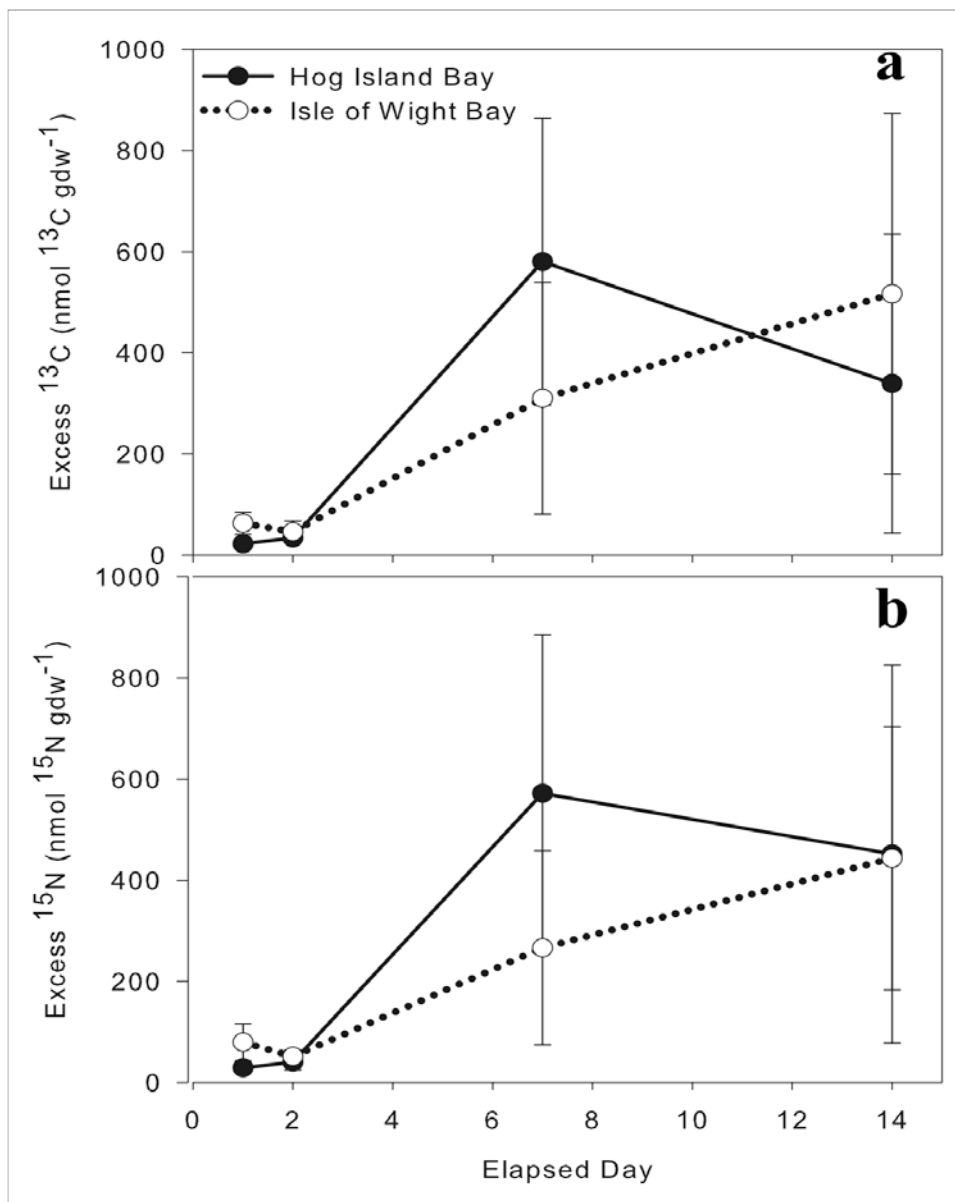 a
1000
Hog Island Bay
Isle of Wight Bay
800
600
400
200
0
Excess ¹³C (nmol ¹³C gdw⁻¹)
b
1000
800
600
400
200
0
Excess ¹⁵N (nmol ¹⁵N gdw⁻¹)
0 2 4 6 8 10 12 14
Elapsed Day